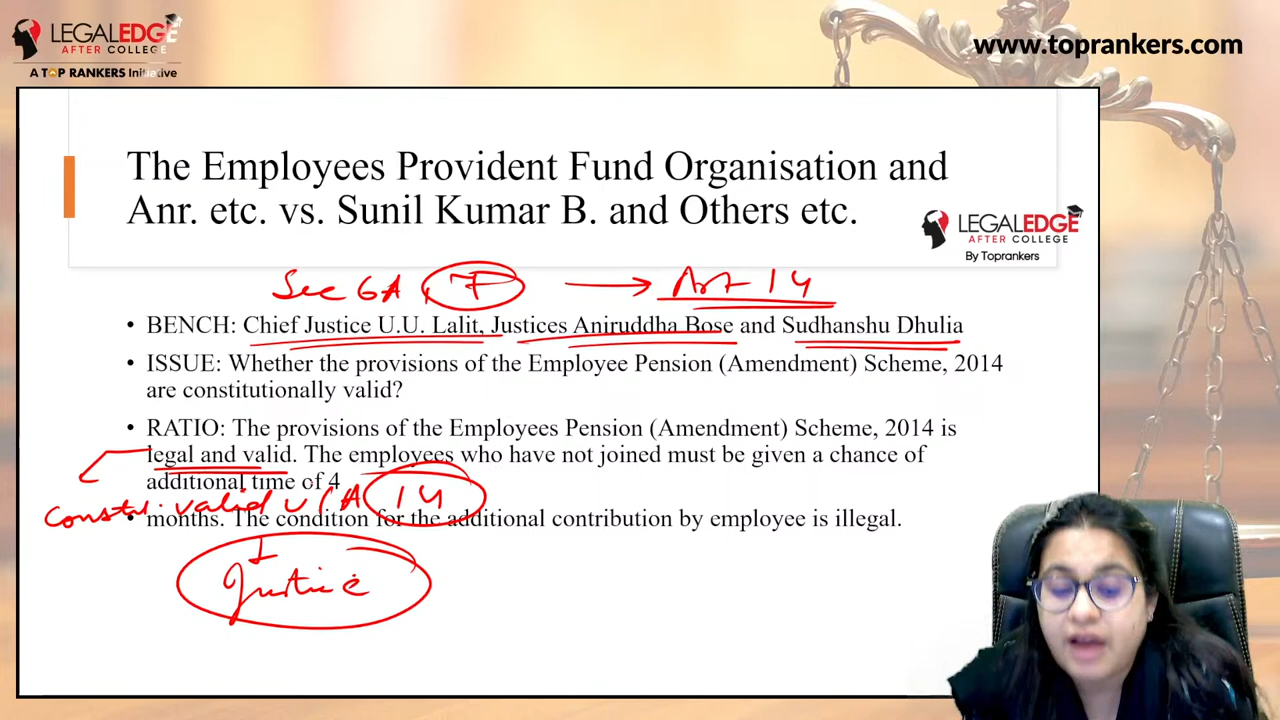 LEGALEDGE
AFTER COLLEGE
A TOP RANKERS Initiative
www.toprankers.com
The Employees Provident Fund Organisation and
Anr. etc. vs. Sunil Kumar B. and Others etc.
LEGALEDGE
AFTER COLLEGE
By Toprankers
Sec 6A, 7 → Art 14
• BENCH: Chief Justice U.U. Lalit, Justices Aniruddha Bose and Sudhanshu Dhulia
• ISSUE: Whether the provisions of the Employee Pension (Amendment) Scheme, 2014
are constitutionally valid?
• RATIO: The provisions of the Employees Pension (Amendment) Scheme, 2014 is
legal and valid. The employees who have not joined must be given a chance of
additional time of 4
Constu. valid U/A 14
• months. The condition for the additional contribution by employee is illegal.
Justice